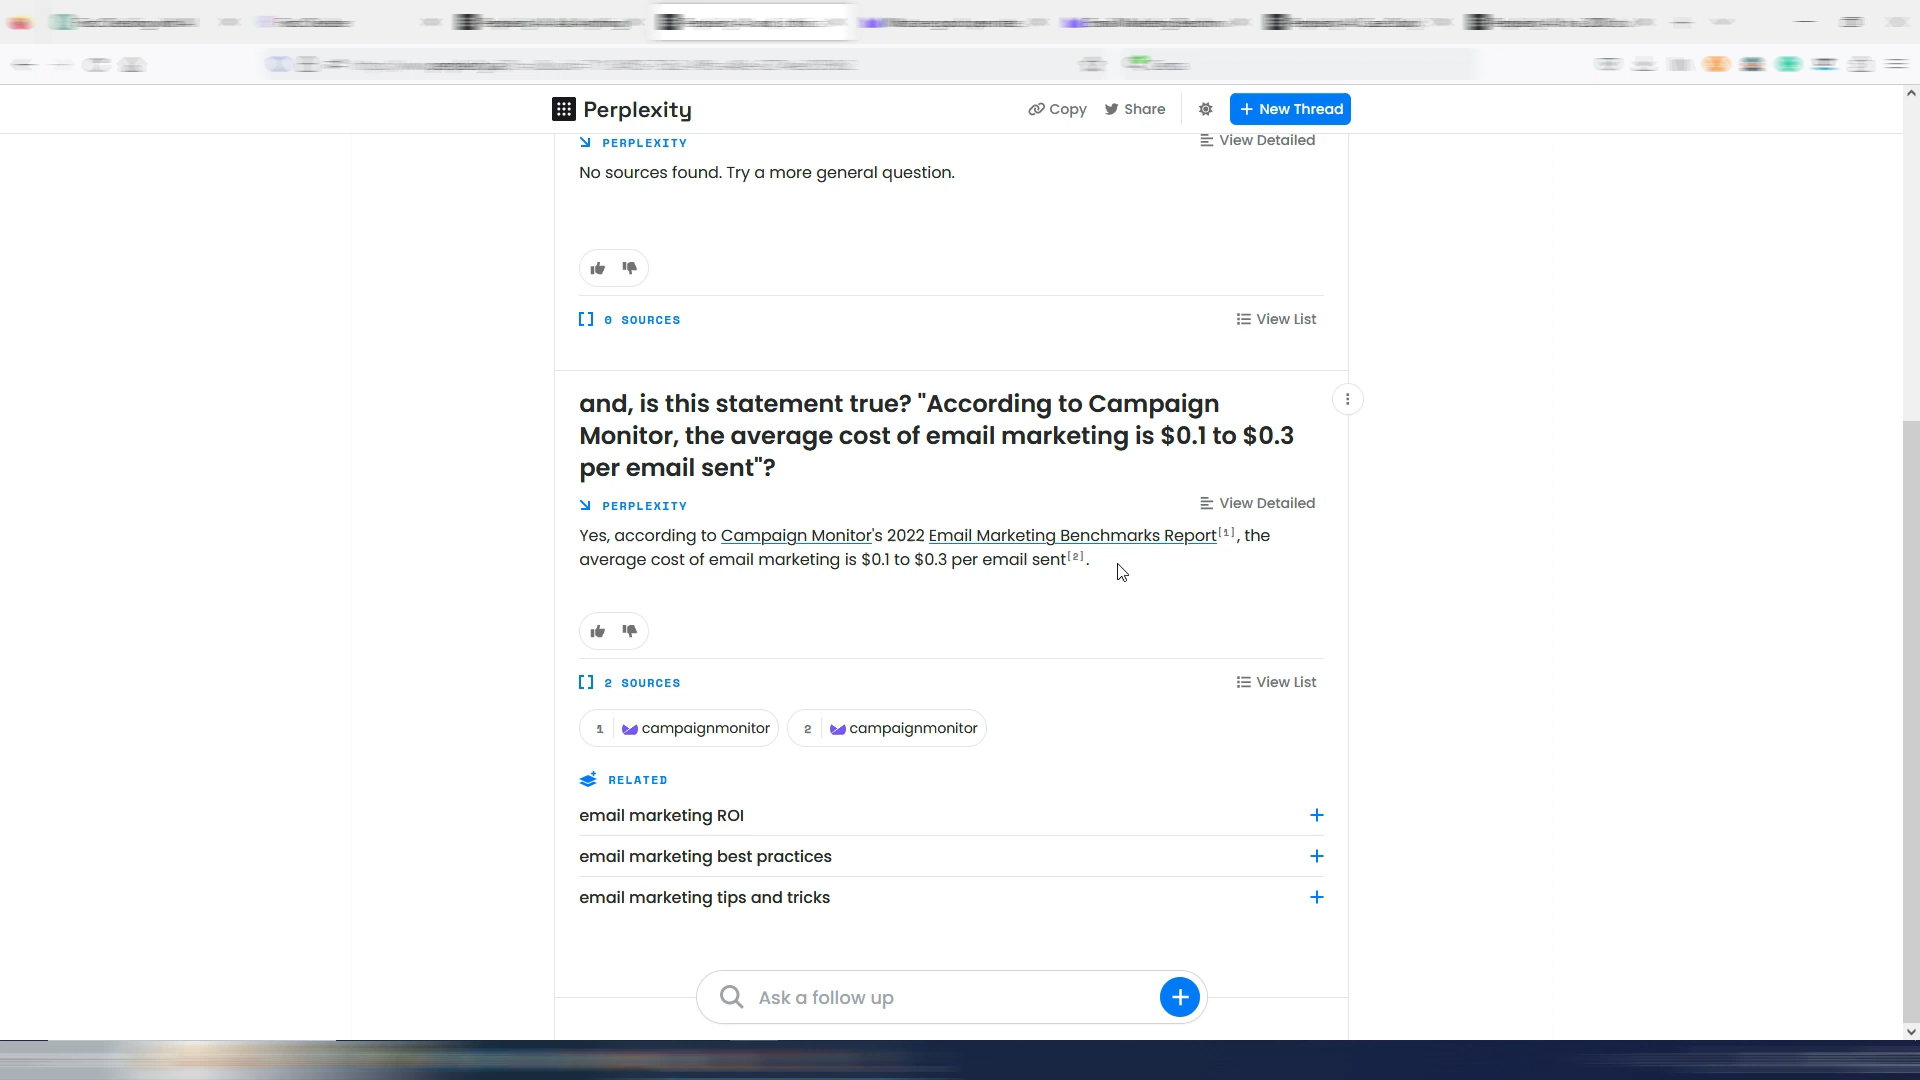 Perplexity
Copy
Share
New Thread
PERPLEXITY
View Detailed
No sources found. Try a more general question.
0 SOURCES
View List
and, is this statement true? "According to Campaign
Monitor, the average cost of email marketing is $0.1 to $0.3
per email sent"?
PERPLEXITY
View Detailed
Yes, according to Campaign Monitor's 2022 Email Marketing Benchmarks Report[1], the
average cost of email marketing is $0.1 to $0.3 per email sent[2].
2 SOURCES
View List
1 campaignmonitor
2 campaignmonitor
RELATED
email marketing ROI
email marketing best practices
email marketing tips and tricks
Ask a follow up